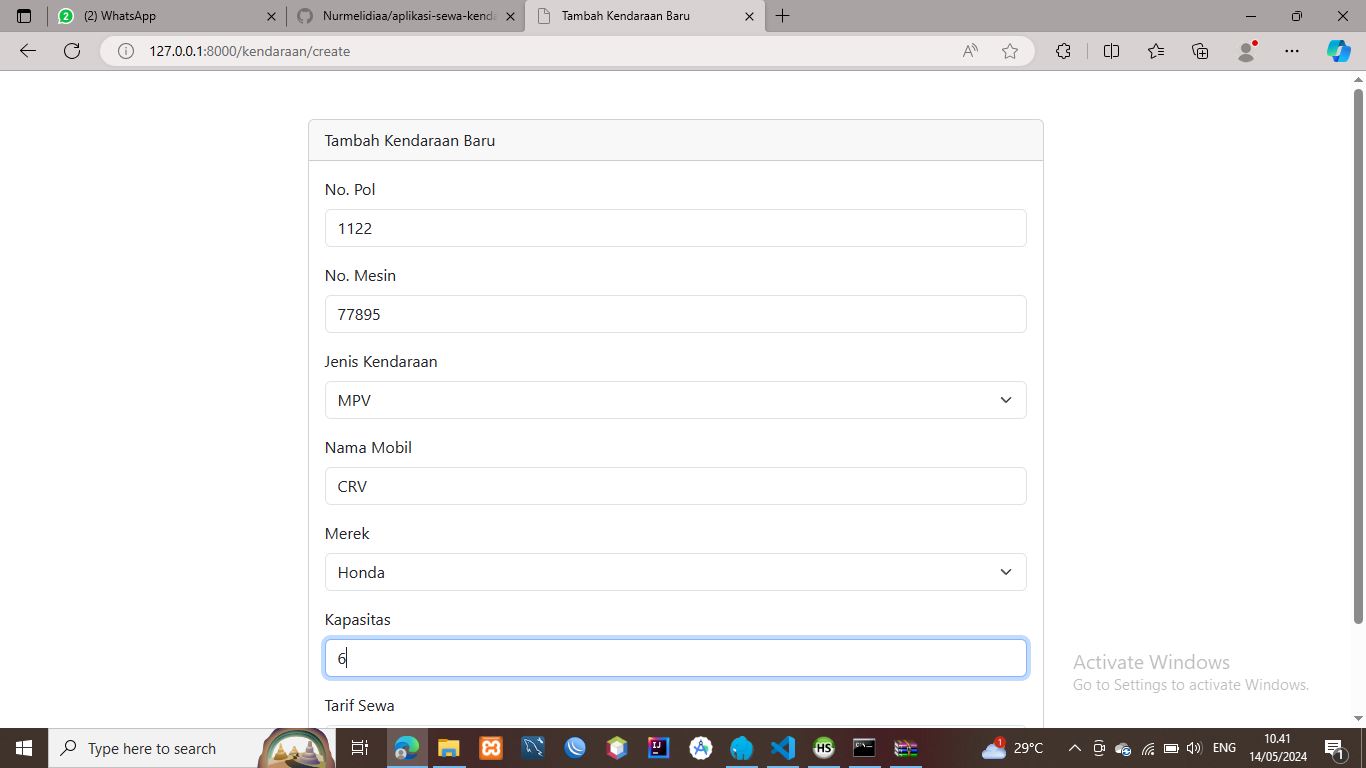 (2) WhatsApp
Nurmelidiaa/aplikasi-sewa-kenda
Tambah Kendaraan Baru
127.0.0.1:8000/kendaraan/create
Tambah Kendaraan Baru
No. Pol
1122
No. Mesin
77895
Jenis Kendaraan
MPV
Nama Mobil
CRV
Merek
Honda
Kapasitas
6
Tarif Sewa
Activate Windows
Go to Settings to activate Windows.
Type here to search
29°C
ENG
10.41
14/05/2024